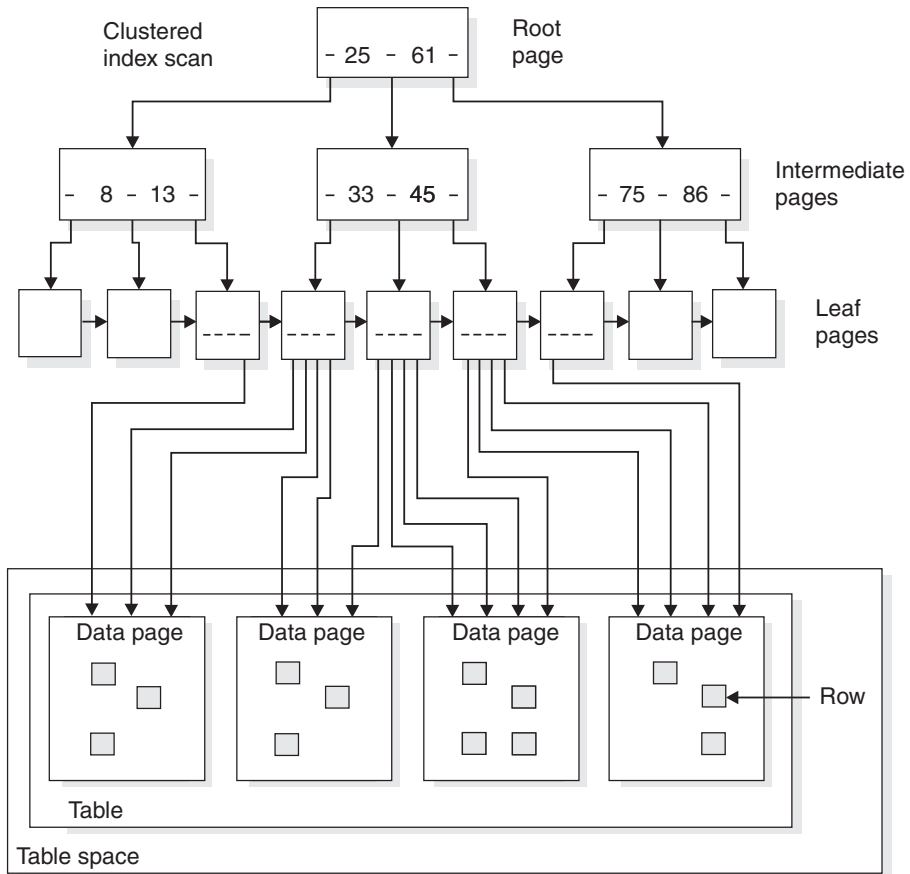 Clustered
index scan
Root
page
– 25 – 61 –
– 8 – 13 –
– 33 – 45 –
– 75 – 86 –
Intermediate
pages
Leaf
pages
Data page
Data page
Data page
Data page
Row
Table
Table space